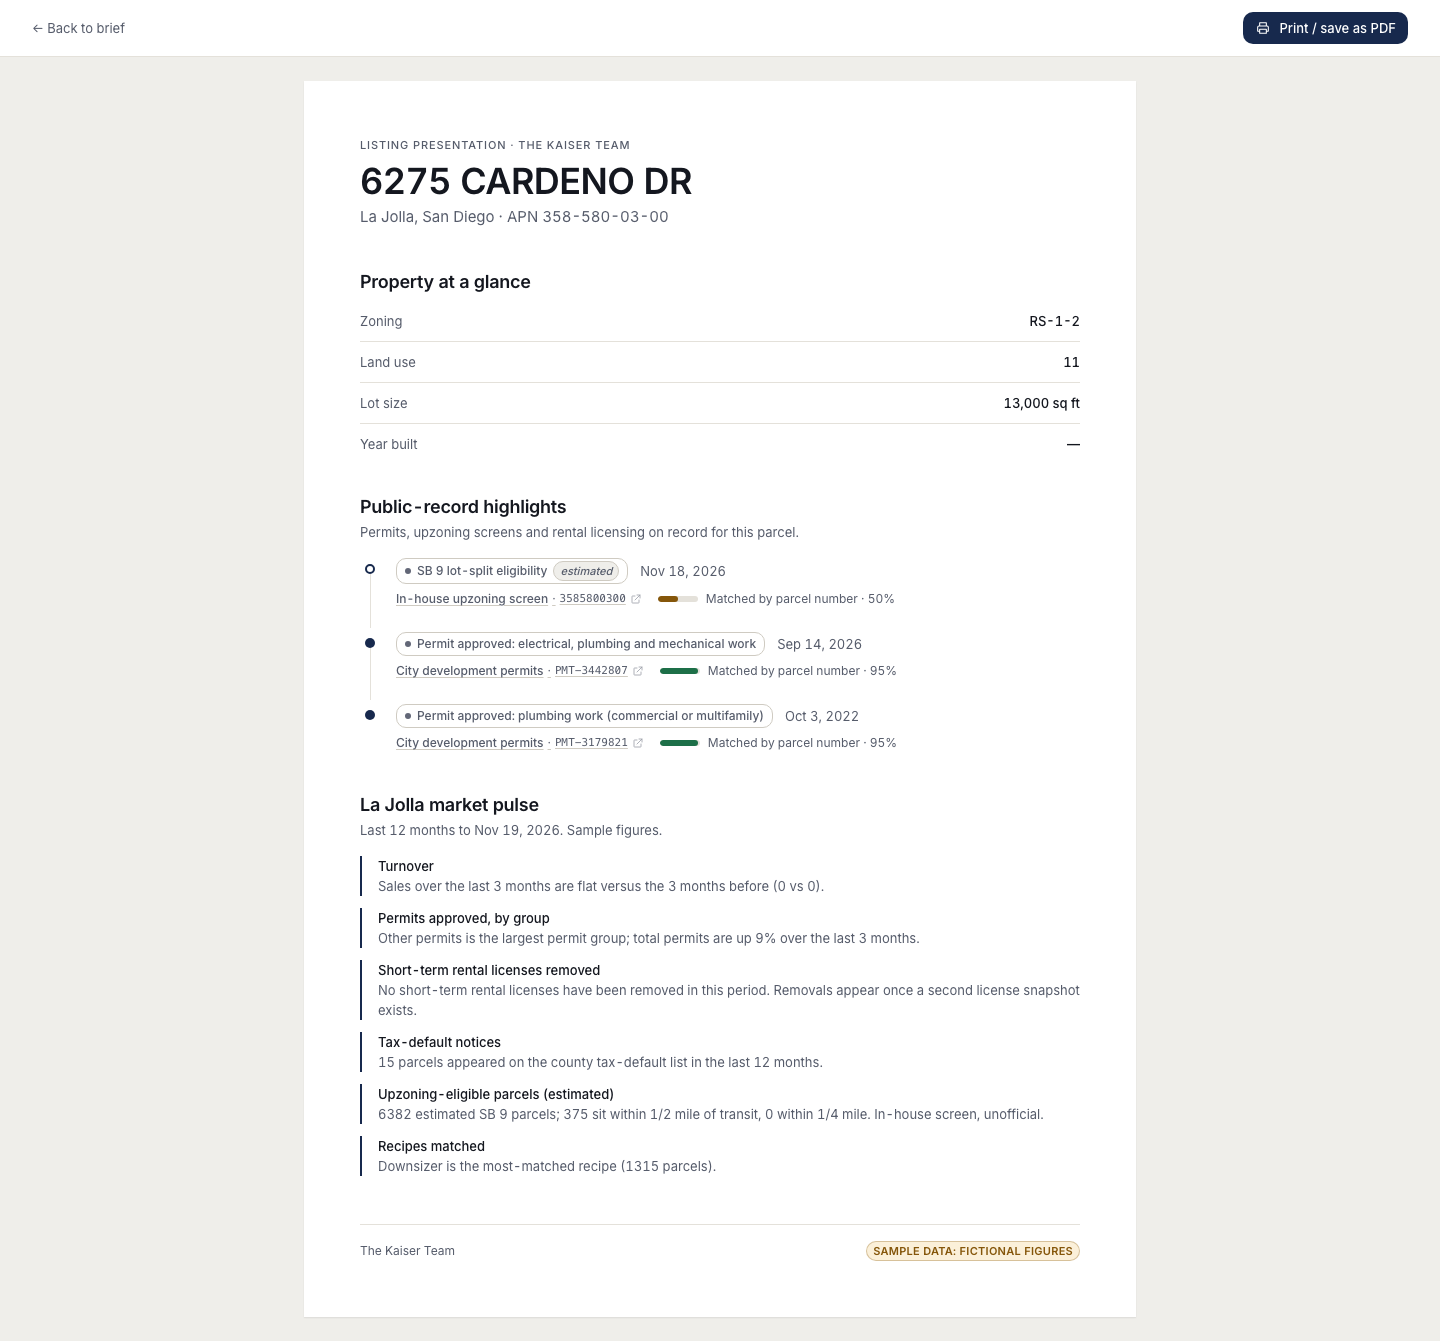 ← Back to brief
Print / save as PDF
LISTING PRESENTATION · THE KAISER TEAM
6275 CARDENO DR
La Jolla, San Diego · APN 358-580-03-00
Property at a glance
Zoning RS-1-2
Land use 11
Lot size 13,000 sq ft
Year built —
Public-record highlights
Permits, upzoning screens and rental licensing on record for this parcel.
SB 9 lot-split eligibility estimated Nov 18, 2026
In-house upzoning screen · 3585800300 Matched by parcel number · 50%
Permit approved: electrical, plumbing and mechanical work Sep 14, 2026
City development permits · PMT-3442807 Matched by parcel number · 95%
Permit approved: plumbing work (commercial or multifamily) Oct 3, 2022
City development permits · PMT-3179821 Matched by parcel number · 95%
La Jolla market pulse
Last 12 months to Nov 19, 2026. Sample figures.
Turnover
Sales over the last 3 months are flat versus the 3 months before (0 vs 0).
Permits approved, by group
Other permits is the largest permit group; total permits are up 9% over the last 3 months.
Short-term rental licenses removed
No short-term rental licenses have been removed in this period. Removals appear once a second license snapshot
exists.
Tax-default notices
15 parcels appeared on the county tax-default list in the last 12 months.
Upzoning-eligible parcels (estimated)
6382 estimated SB 9 parcels; 375 sit within 1/2 mile of transit, 0 within 1/4 mile. In-house screen, unofficial.
Recipes matched
Downsizer is the most-matched recipe (1315 parcels).
The Kaiser Team
SAMPLE DATA: FICTIONAL FIGURES